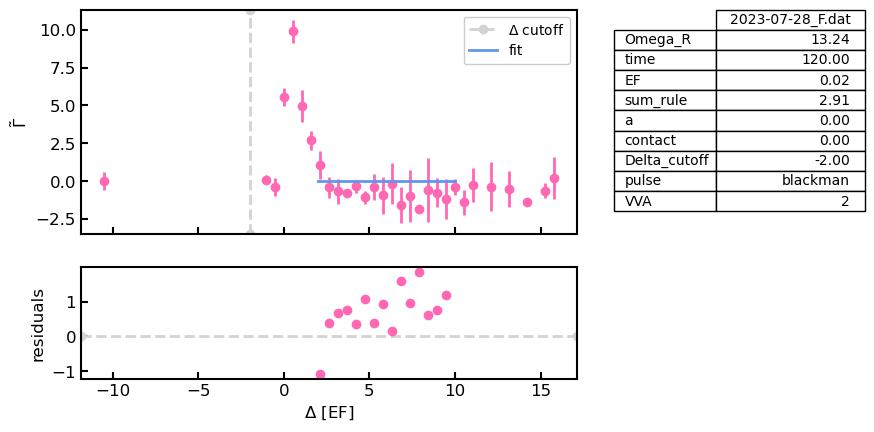 10.0
7.5
5.0
2.5
0.0
−2.5
Γ̃
Δ cutoff
fit
2023-07-28_F.dat
Omega_R 13.24
time 120.00
EF 0.02
sum_rule 2.91
a 0.00
contact 0.00
Delta_cutoff -2.00
pulse blackman
VVA 2
1
0
−1
residuals
−10 −5 0 5 10 15
Δ [EF]